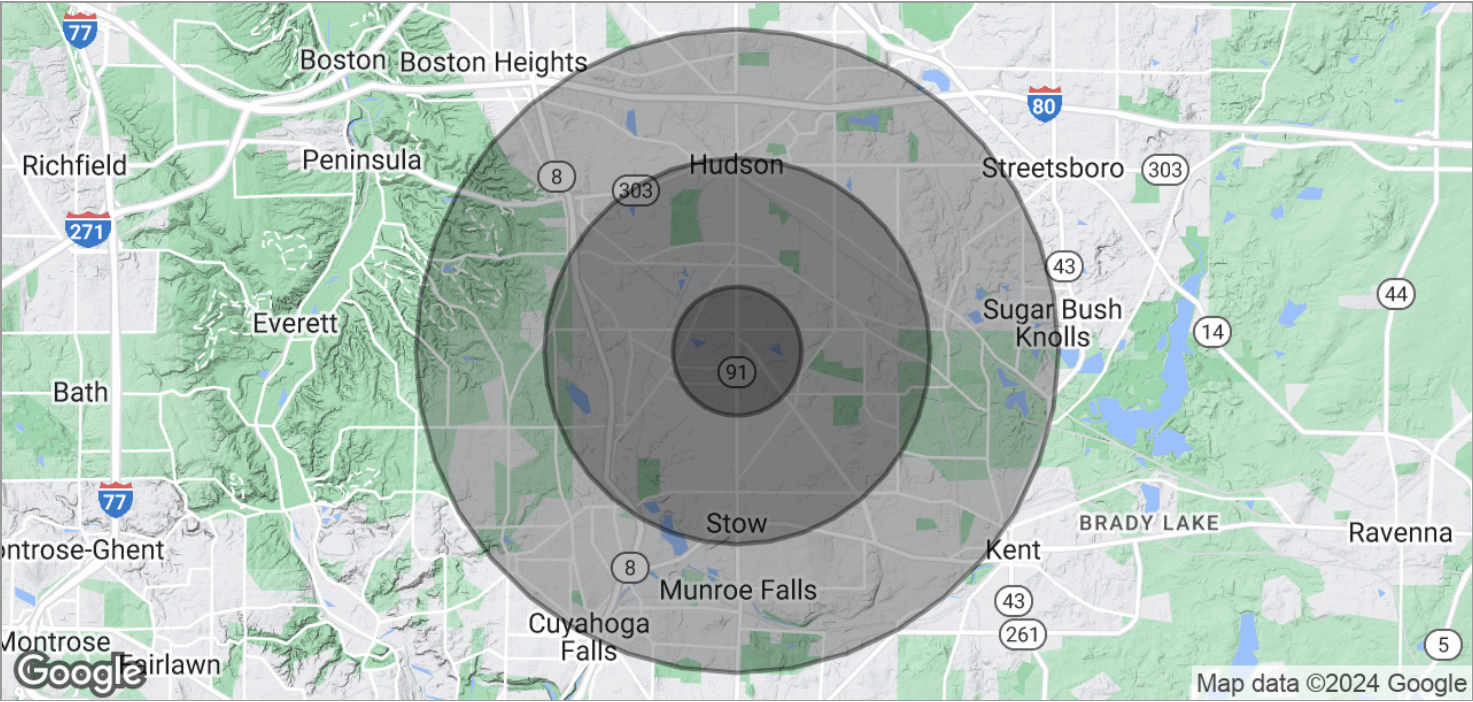 77
Boston
Boston Heights
80
Richfield
Peninsula
8
303
Hudson
Streetsboro
303
271
43
44
Everett
Sugar Bush
Knolls
14
Bath
91
77
Stow
BRADY LAKE
Ravenna
ontrose-Ghent
Kent
8
Munroe Falls
43
Cuyahoga
Falls
261
Montrose
5
Fairlawn
Google
Map data ©2024 Google